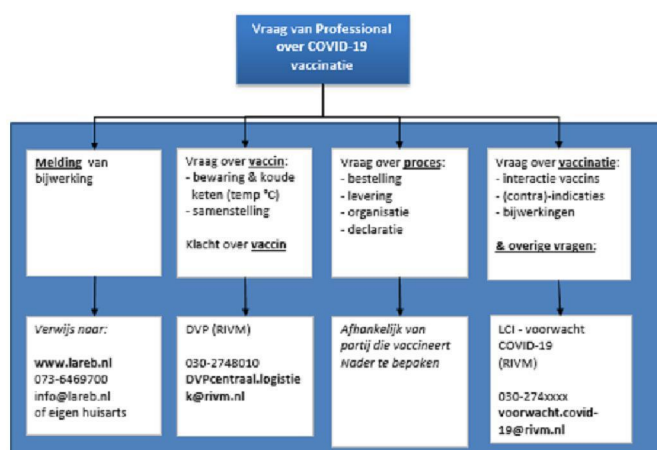 Vraag van Professional
over COVID-19
vaccinatie
Melding van
bijwerking
Vraag over vaccin:
- bewaring & koude
keten (temp °C)
- samenstelling
Klacht over vaccin
Vraag over proces:
- bestelling
- levering
- organisatie
- declaratie
Vraag over vaccinatie:
- interactie vaccins
- (contra)-indicaties
- bijwerkingen
& overige vragen:
Verwijs naar:
www.lareb.nl
073-6469700
info@lareb.nl
of eigen huisarts
DVP (RIVM)
030-2748010
DVPcentraal.logistie
k@rivm.nl
Afhankelijk van
partij die vaccineert
Nader te bepaken
LCI - voorwacht
COVID-19
(RIVM)
030-274xxxx
voorwacht.covid-
19@rivm.nl